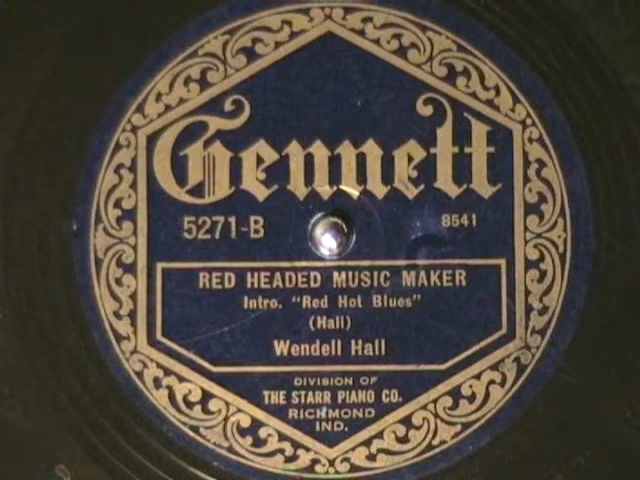 Gennett
5271-B 8541
RED HEADED MUSIC MAKER
Intro. "Red Hot Blues"
(Hall)
Wendell Hall
DIVISION OF
THE STARR PIANO CO.
RICHMOND
IND.